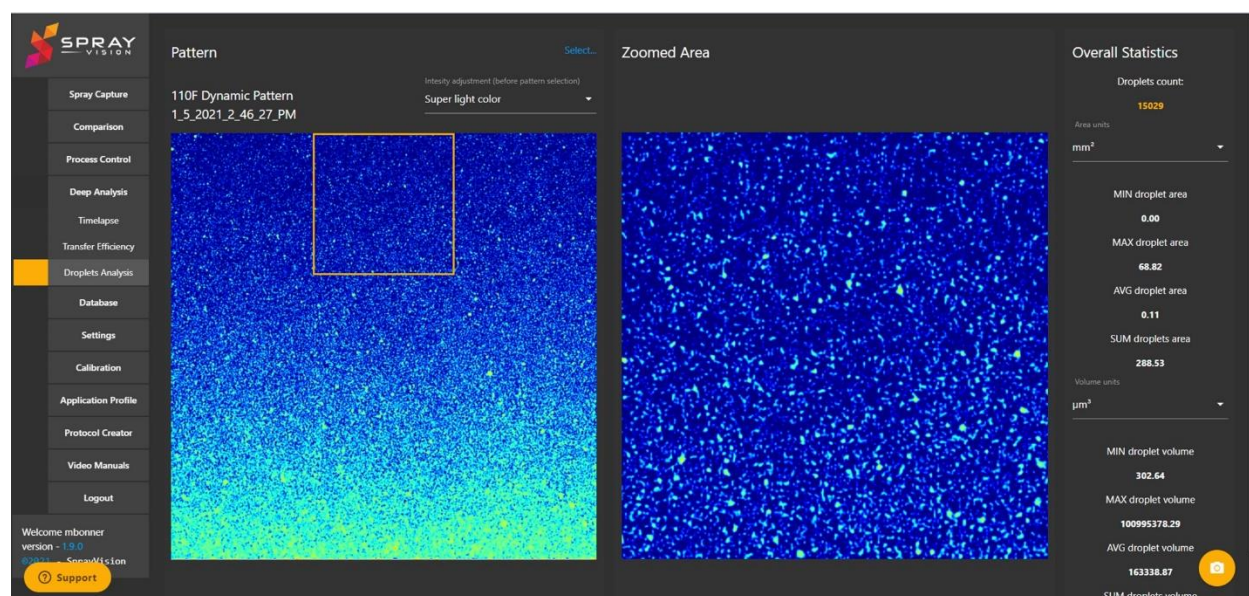 SPRAY
VISION
Spray Capture
Comparison
Process Control
Deep Analysis
Timelapse
Transfer Efficiency
Droplets Analysis
Database
Settings
Calibration
Application Profile
Protocol Creator
Video Manuals
Logout
Welcome mbonner
version - 1.9.0
- SprayVision
Support
Pattern
Select...
110F Dynamic Pattern
1_5_2021_2_46_27_PM
Intesity adjustment (before pattern selection)
Super light color
Zoomed Area
Overall Statistics
Droplets count:
15029
Area units
mm²
MIN droplet area
0.00
MAX droplet area
68.82
AVG droplet area
0.11
SUM droplets area
288.53
Volume units
µm³
MIN droplet volume
302.64
MAX droplet volume
100995378.29
AVG droplet volume
163338.87
SUM droplets volume